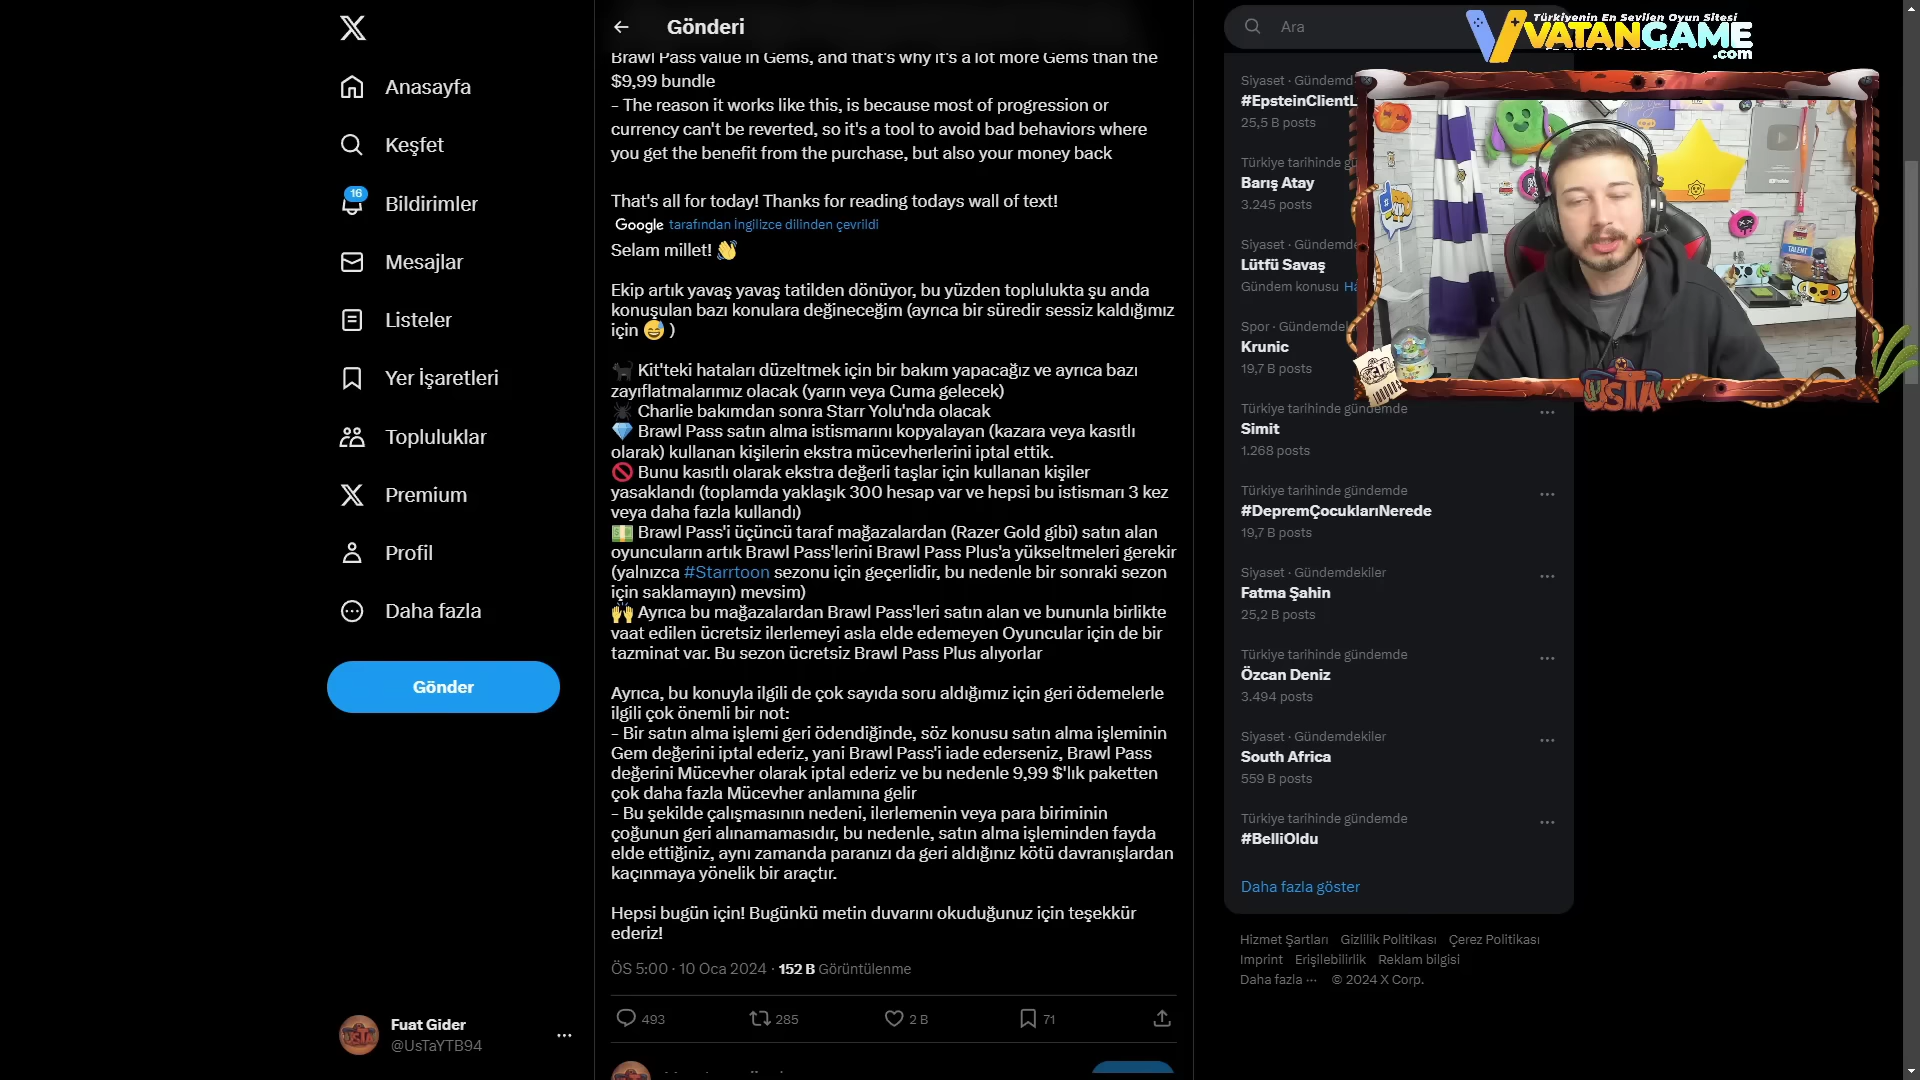 Anasayfa
Keşfet
16
Bildirimler
Mesajlar
Listeler
Yer İşaretleri
Topluluklar
Premium
Profil
Daha fazla
Gönder
Fuat Gider
@UsTaYTB94
Gönderi
Brawl Pass value in Gems, and that's why it's a lot more Gems than the
$9,99 bundle
- The reason it works like this, is because most of progression or
currency can't be reverted, so it's a tool to avoid bad behaviors where
you get the benefit from the purchase, but also your money back
That's all for today! Thanks for reading todays wall of text!
Google tarafından İngilizce dilinden çevrildi
Selam millet! 👋
Ekip artık yavaş yavaş tatilden dönüyor, bu yüzden toplulukta şu anda
konuşulan bazı konulara değineceğim (ayrıca bir süredir sessiz kaldığımız
için 😅 )
🐈‍⬛ Kit'teki hataları düzeltmek için bir bakım yapacağız ve ayrıca bazı
zayıflatmalarımız olacak (yarın veya Cuma gelecek)
🕷 Charlie bakımdan sonra Starr Yolu'nda olacak
💎 Brawl Pass satın alma istismarını kopyalayan (kazara veya kasıtlı
olarak) kullanan kişilerin ekstra mücevherlerini iptal ettik.
🚫 Bunu kasıtlı olarak ekstra değerli taşlar için kullanan kişiler
yasaklandı (toplamda yaklaşık 300 hesap var ve hepsi bu istismarı 3 kez
veya daha fazla kullandı)
💵 Brawl Pass'i üçüncü taraf mağazalardan (Razer Gold gibi) satın alan
oyuncuların artık Brawl Pass'lerini Brawl Pass Plus'a yükseltmeleri gerekir
(yalnızca #Starrtoon sezonu için geçerlidir, bu nedenle bir sonraki sezon
için saklamayın) mevsim)
🙌 Ayrıca bu mağazalardan Brawl Pass'leri satın alan ve bununla birlikte
vaat edilen ücretsiz ilerlemeyi asla elde edemeyen Oyuncular için de bir
tazminat var. Bu sezon ücretsiz Brawl Pass Plus alıyorlar
Ayrıca, bu konuyla ilgili de çok sayıda soru aldığımız için geri ödemelerle
ilgili çok önemli bir not:
- Bir satın alma işlemi geri ödendiğinde, söz konusu satın alma işleminin
Gem değerini iptal ederiz, yani Brawl Pass'i iade ederseniz, Brawl Pass
değerini Mücevher olarak iptal ederiz ve bu nedenle 9,99 $'lık paketten
çok daha fazla Mücevher anlamına gelir
- Bu şekilde çalışmasının nedeni, ilerlemenin veya para biriminin
çoğunun geri alınamamasıdır, bu nedenle, satın alma işleminden fayda
elde ettiğiniz, aynı zamanda paranızı da geri aldığınız kötü davranışlardan
kaçınmaya yönelik bir araçtır.
Hepsi bugün için! Bugünkü metin duvarını okuduğunuz için teşekkür
ederiz!
ÖS 5:00 · 10 Oca 2024 · 152 B Görüntülenme
493
285
2 B
71
Ara
Türkiyenin En Sevilen Oyun Sitesi
VATANGAME
.com
Siyaset · Gündemd
#EpsteinClientL
25,5 B posts
Türkiye tarihinde gü
Barış Atay
3.245 posts
Siyaset · Gündemde
Lütfü Savaş
Gündem konusu Ha
Spor · Gündemdek
Krunic
19,7 B posts
Türkiye tarihinde gündemde
Simit
1.268 posts
Türkiye tarihinde gündemde
#DepremÇocuklarıNerede
19,7 B posts
Siyaset · Gündemdekiler
Fatma Şahin
25,2 B posts
Türkiye tarihinde gündemde
Özcan Deniz
3.494 posts
Siyaset · Gündemdekiler
South Africa
559 B posts
Türkiye tarihinde gündemde
#BelliOldu
Daha fazla göster
Hizmet Şartları Gizlilik Politikası Çerez Politikası
Imprint Erişilebilirlik Reklam bilgisi
Daha fazla ··· © 2024 X Corp.
TALENT
USTA
USTA